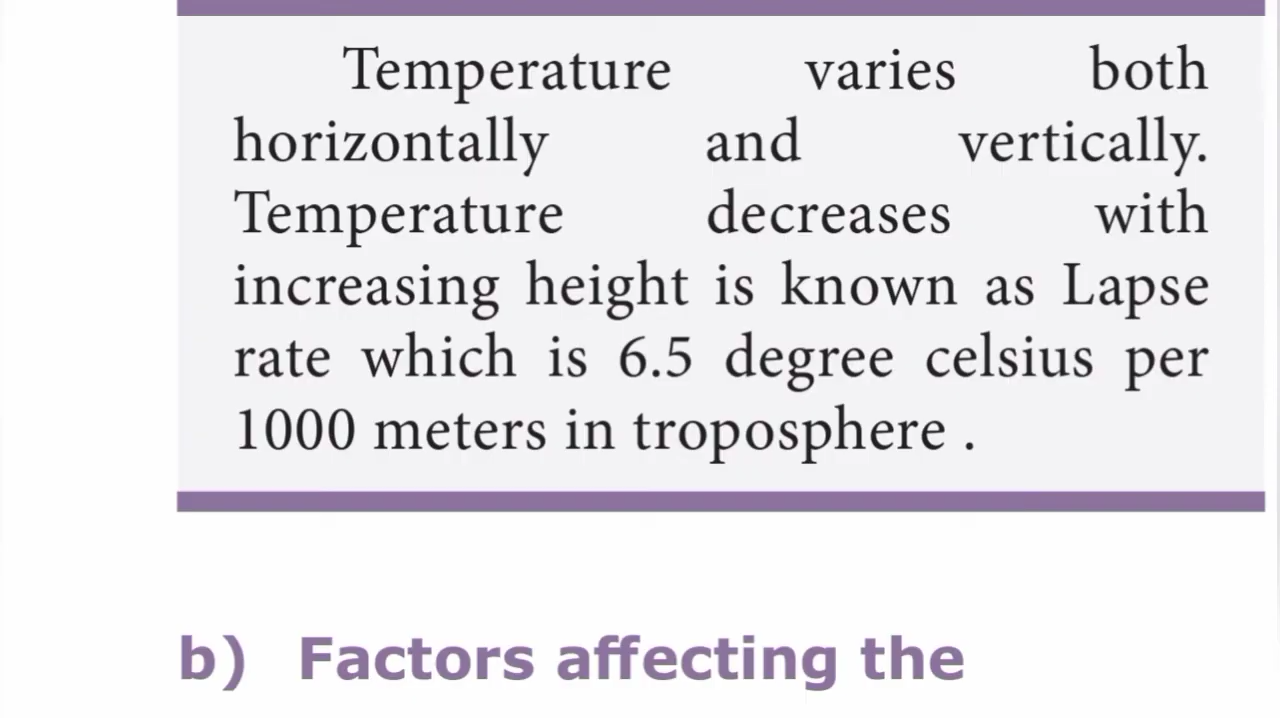 Temperature varies both
horizontally and vertically.
Temperature decreases with
increasing height is known as Lapse
rate which is 6.5 degree celsius per
1000 meters in troposphere .
b) Factors affecting the